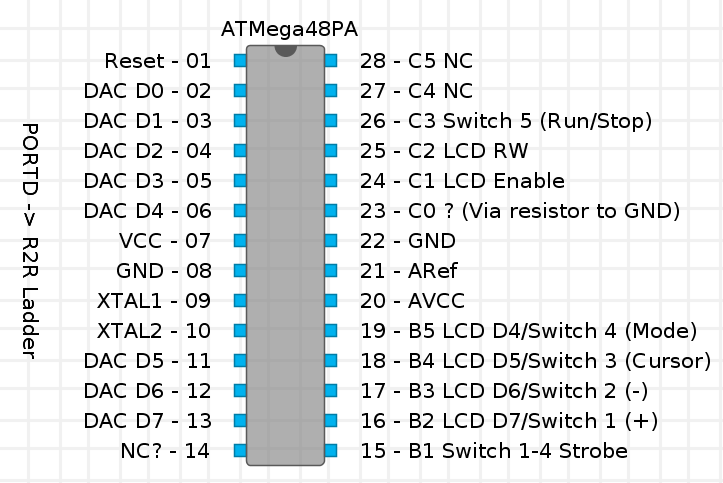 ATMega48PA
PORTD -> R2R Ladder
Reset - 01
DAC D0 - 02
DAC D1 - 03
DAC D2 - 04
DAC D3 - 05
DAC D4 - 06
VCC - 07
GND - 08
XTAL1 - 09
XTAL2 - 10
DAC D5 - 11
DAC D6 - 12
DAC D7 - 13
NC? - 14
28 - C5 NC
27 - C4 NC
26 - C3 Switch 5 (Run/Stop)
25 - C2 LCD RW
24 - C1 LCD Enable
23 - C0 ? (Via resistor to GND)
22 - GND
21 - ARef
20 - AVCC
19 - B5 LCD D4/Switch 4 (Mode)
18 - B4 LCD D5/Switch 3 (Cursor)
17 - B3 LCD D6/Switch 2 (-)
16 - B2 LCD D7/Switch 1 (+)
15 - B1 Switch 1-4 Strobe